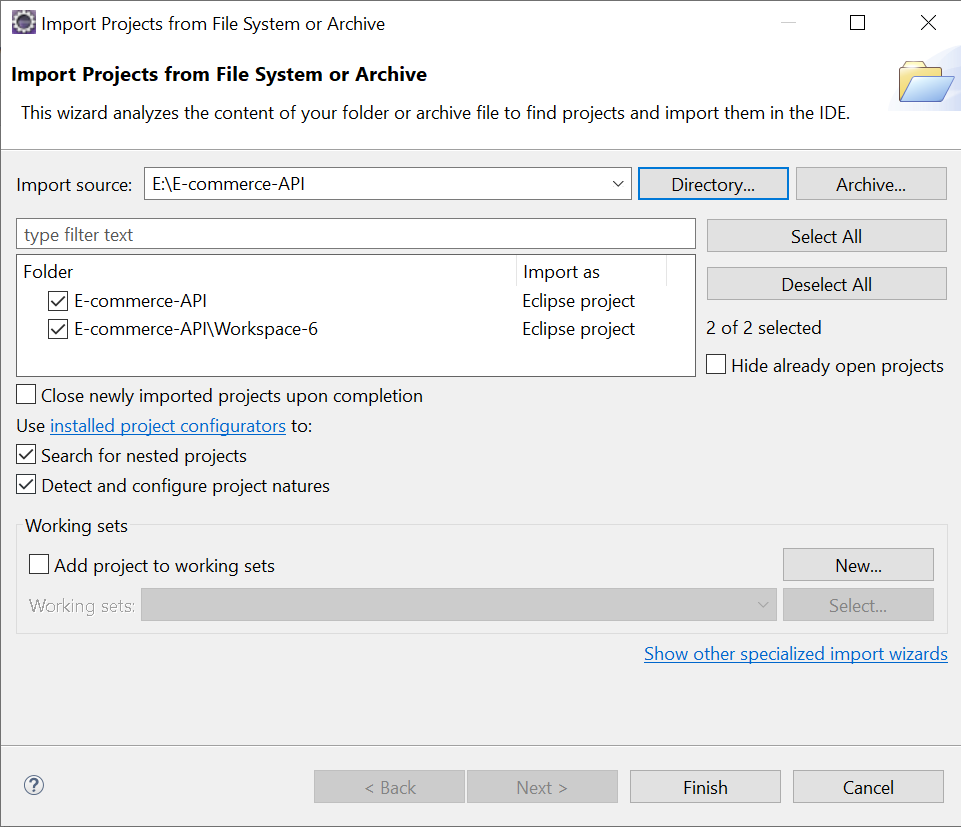 Import Projects from File System or Archive
Import Projects from File System or Archive
This wizard analyzes the content of your folder or archive file to find projects and import them in the IDE.
Import source: E:\E-commerce-API Directory... Archive...
type filter text Select All
Folder Import as
Deselect All
E-commerce-API Eclipse project
E-commerce-API\Workspace-6 Eclipse project
2 of 2 selected
Hide already open projects
Close newly imported projects upon completion
Use installed project configurators to:
Search for nested projects
Detect and configure project natures
Working sets
Add project to working sets New...
Working sets: Select...
Show other specialized import wizards
? < Back Next > Finish Cancel